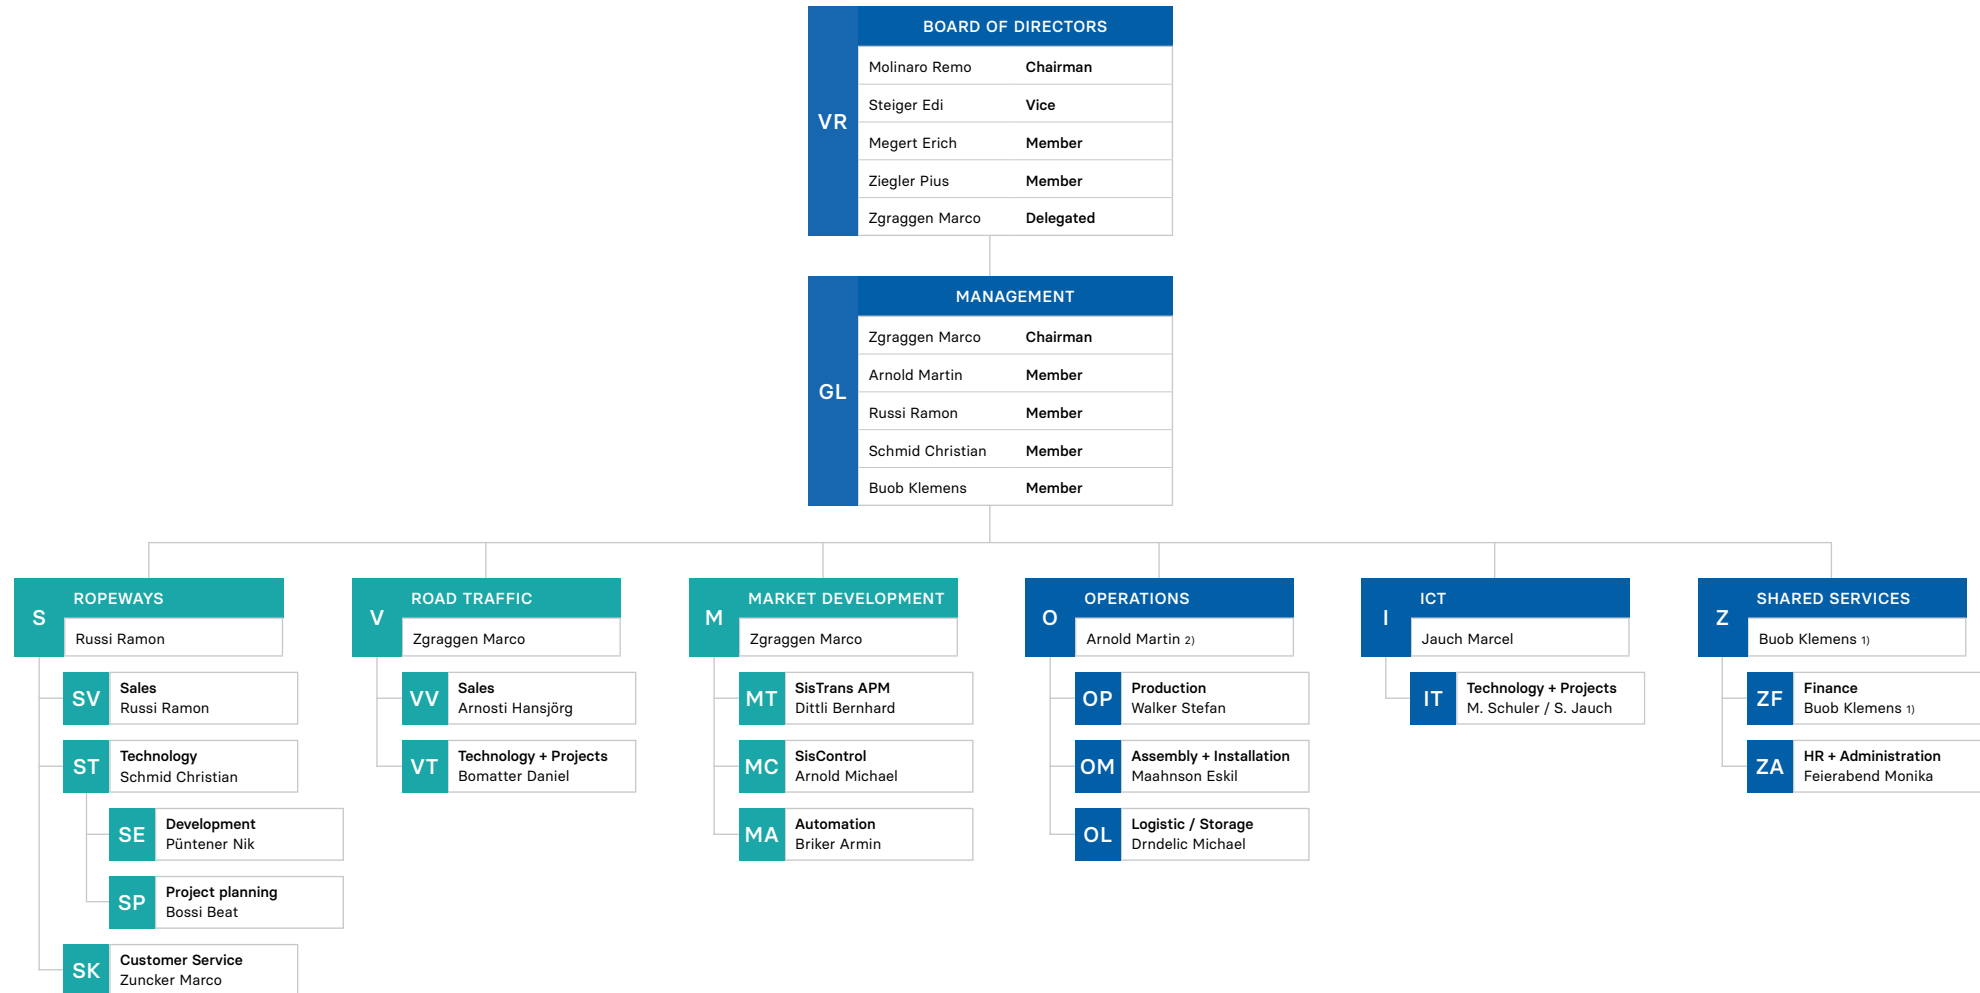 VR
BOARD OF DIRECTORS
Molinaro Remo Chairman
Steiger Edi Vice
Megert Erich Member
Ziegler Pius Member
Zgraggen Marco Delegated
GL
MANAGEMENT
Zgraggen Marco Chairman
Arnold Martin Member
Russi Ramon Member
Schmid Christian Member
Buob Klemens Member
S
ROPEWAYS
Russi Ramon
SV
Sales
Russi Ramon
ST
Technology
Schmid Christian
SE
Development
Püntener Nik
SP
Project planning
Bossi Beat
SK
Customer Service
Zuncker Marco
V
ROAD TRAFFIC
Zgraggen Marco
VV
Sales
Arnosti Hansjörg
VT
Technology + Projects
Bomatter Daniel
M
MARKET DEVELOPMENT
Zgraggen Marco
MT
SisTrans APM
Dittli Bernhard
MC
SisControl
Arnold Michael
MA
Automation
Briker Armin
O
OPERATIONS
Arnold Martin 2)
OP
Production
Walker Stefan
OM
Assembly + Installation
Maahnson Eskil
OL
Logistic / Storage
Drndelic Michael
I
ICT
Jauch Marcel
IT
Technology + Projects
M. Schuler / S. Jauch
Z
SHARED SERVICES
Buob Klemens 1)
ZF
Finance
Buob Klemens 1)
ZA
HR + Administration
Feierabend Monika